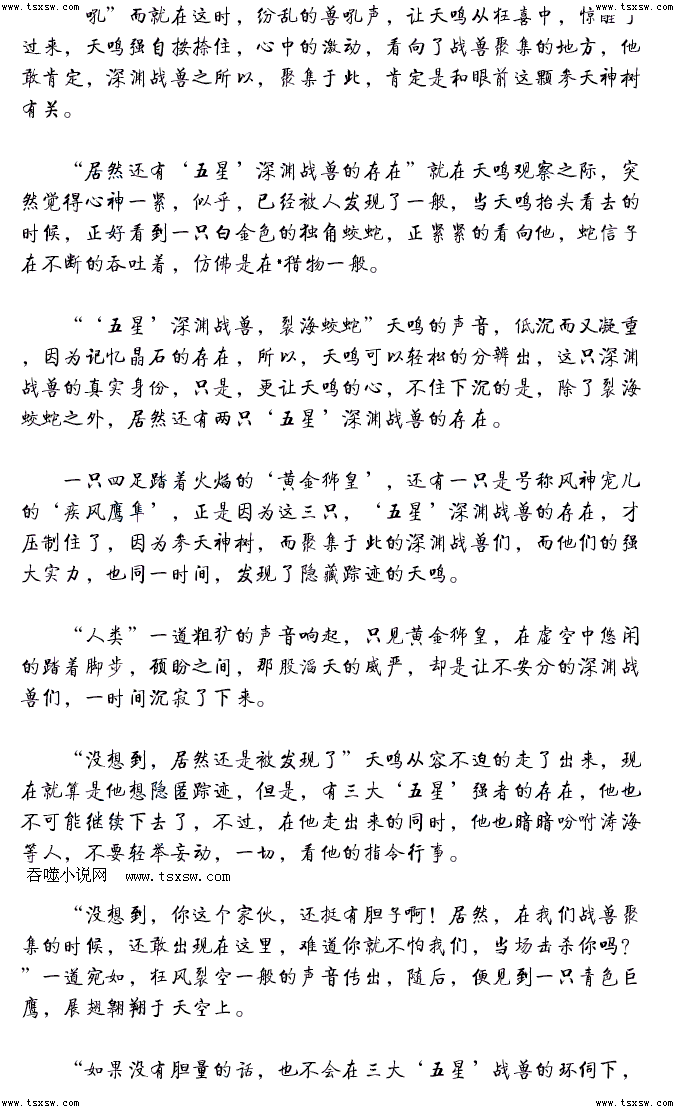 www.tsxsw.com www.tsxsw.com www.tsxsw.com www.tsxsw.com www.tsxsw.com
“吼”而就在这时，纷乱的兽吼声，让天鸣从狂喜中，惊醒了
过来，天鸣强自按捺住，心中的激动，看向了战兽聚集的地方，他
敢肯定，深渊战兽之所以，聚集于此，肯定是和眼前这颗参天神树
有关。
“居然还有‘五星’深渊战兽的存在”就在天鸣观察之际，突
然觉得心神一紧，似乎，已经被人发现了一般，当天鸣抬头看去的
时候，正好看到一只白金色的独角蛟蛇，正紧紧的看向他，蛇信子
在不断的吞吐着，仿佛是在*猎物一般。
“‘五星’深渊战兽，裂海蛟蛇”天鸣的声音，低沉而又凝重
，因为记忆晶石的存在，所以，天鸣可以轻松的分辨出，这只深渊
战兽的真实身份，只是，更让天鸣的心，不住下沉的是，除了裂海
蛟蛇之外，居然还有两只‘五星’深渊战兽的存在。
一只四足踏着火焰的‘黄金狮皇’，还有一只是号称风神宠儿
的‘疾风鹰隼’，正是因为这三只，‘五星’深渊战兽的存在，才
压制住了，因为参天神树，而聚集于此的深渊战兽们，而他们的强
大实力，也同一时间，发现了隐藏踪迹的天鸣。
“人类”一道粗犷的声音响起，只见黄金狮皇，在虚空中悠闲
的踏着脚步，顾盼之间，那股滔天的威严，却是让不安分的深渊战
兽们，一时间沉寂了下来。
“没想到，居然还是被发现了”天鸣从容不迫的走了出来，现
在就算是他想隐匿踪迹，但是，有三大‘五星’强者的存在，他也
不可能继续下去了，不过，在他走出来的同时，他也暗暗吩咐涛海
等人，不要轻举妄动，一切，看他的指令行事。
吞噬小说网 www.tsxsw.com
“没想到，你这个家伙，还挺有胆子啊！居然，在我们战兽聚
集的时候，还敢出现在这里，难道你就不怕我们，当场击杀你吗？
”一道宛如，狂风裂空一般的声音传出，随后，便见到一只青色巨
鹰，展翅翱翔于天空上。
“如果没有胆量的话，也不会在三大‘五星’战兽的环伺下，
www.tsxsw.com www.tsxsw.com www.tsxsw.com www.tsxsw.com www.tsxsw.com